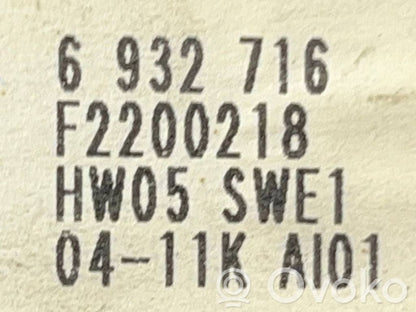 6 932 716
F2200218
HW05 SWE1
04-11K AI01
Ovoko